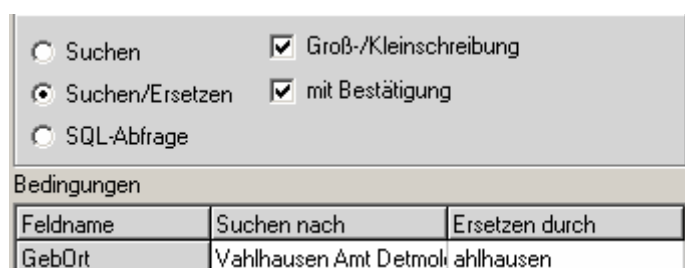 Suchen
Groß-/Kleinschreibung
Suchen/Ersetzen
mit Bestätigung
SQL-Abfrage
Bedingungen
Feldname Suchen nach Ersetzen durch
GebOrt Vahlhausen Amt Detmol ahlhausen